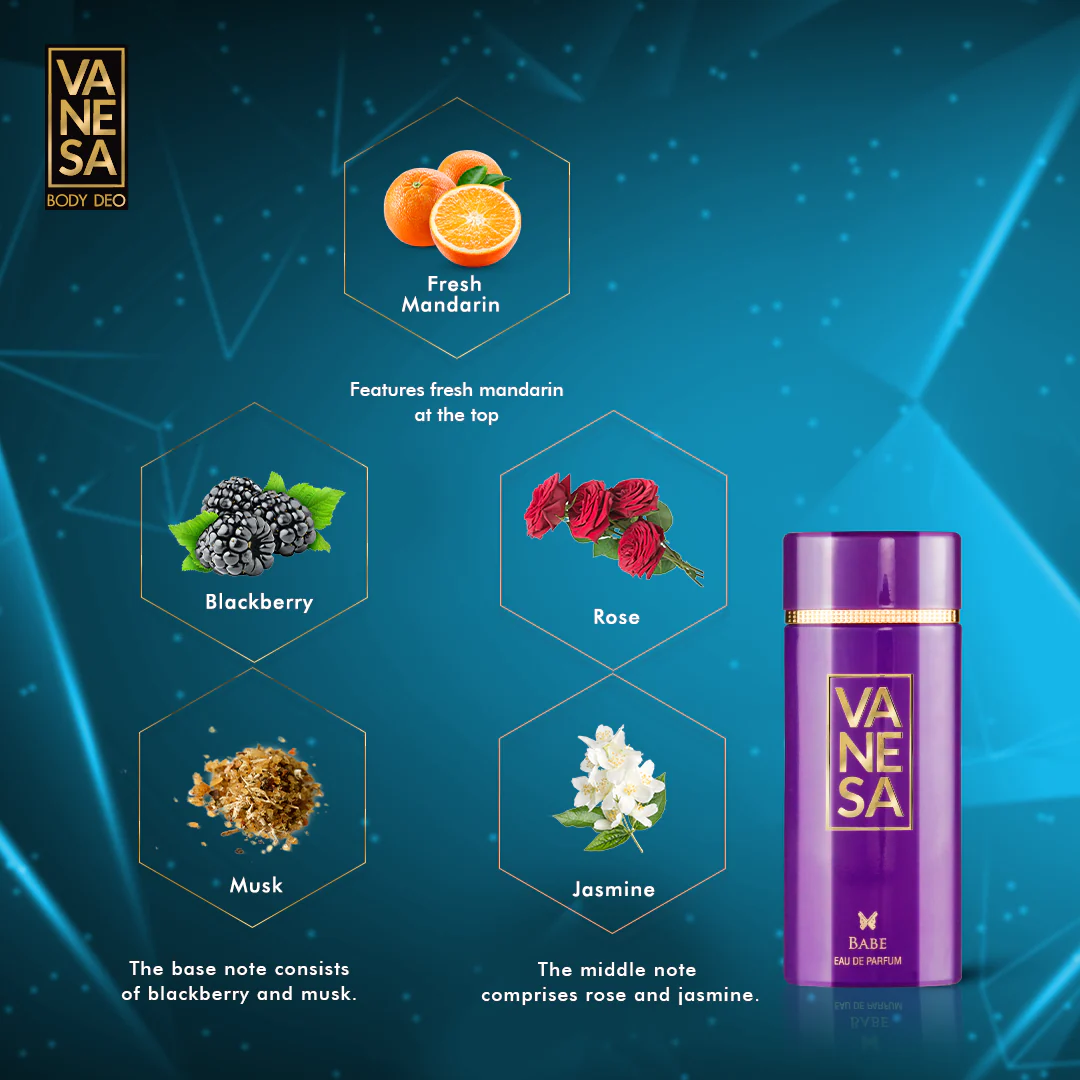 VA
NE
SA
BODY DEO
Fresh
Mandarin
Features fresh mandarin
at the top
Blackberry
Rose
Musk
Jasmine
The base note consists
of blackberry and musk.
The middle note
comprises rose and jasmine.
VA
NE
SA
BABE
EAU DE PARFUM